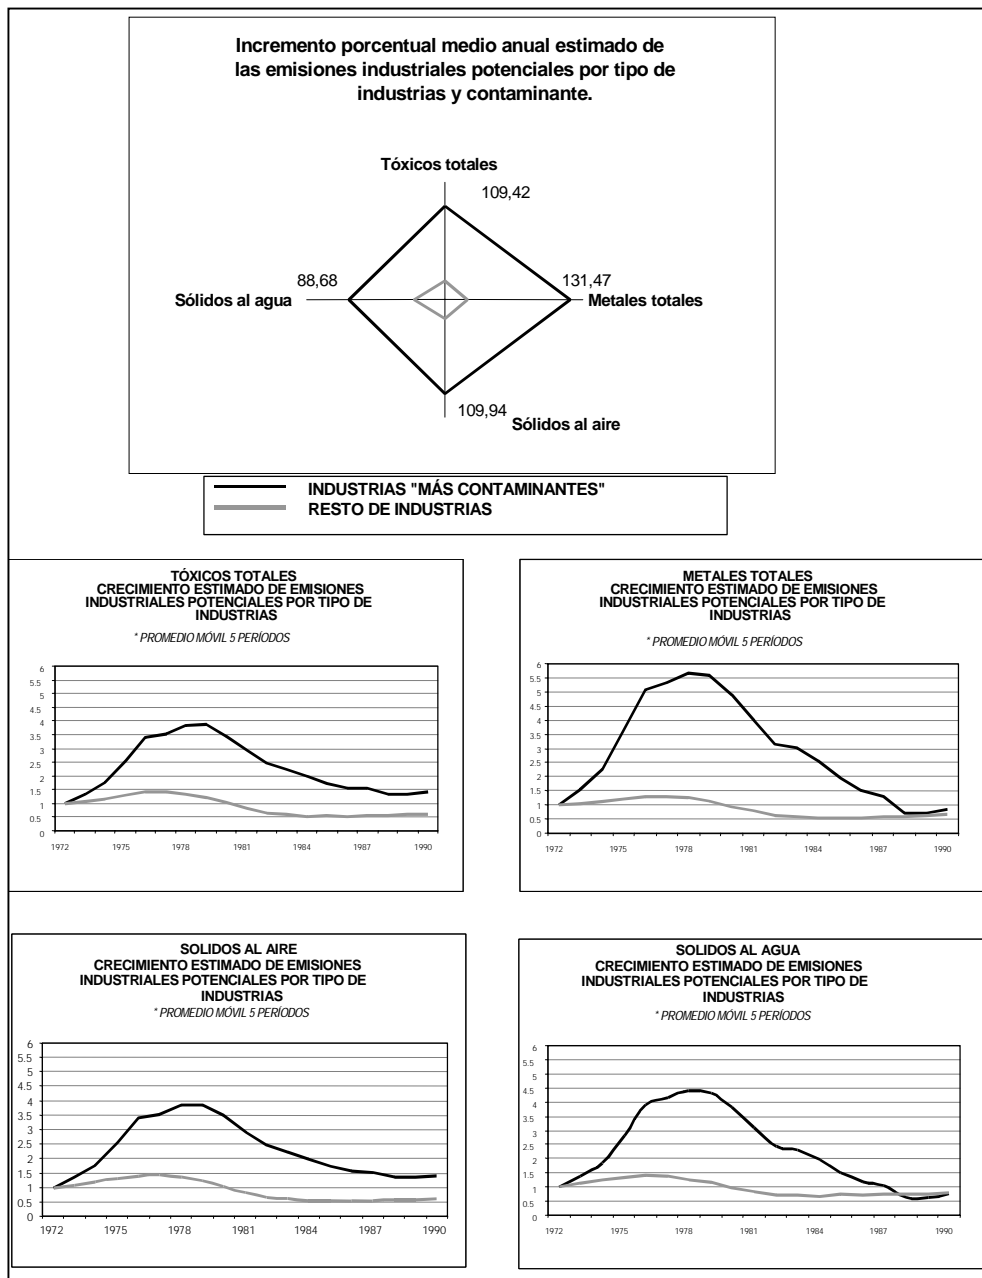 Incremento porcentual medio anual estimado de
las emisiones industriales potenciales por tipo de
industrias y contaminante.
Tóxicos totales
109,42
88,68
131,47
Sólidos al agua
Metales totales
109,94
Sólidos al aire
INDUSTRIAS "MÁS CONTAMINANTES"
RESTO DE INDUSTRIAS
TÓXICOS TOTALES
CRECIMIENTO ESTIMADO DE EMISIONES
INDUSTRIALES POTENCIALES POR TIPO DE
INDUSTRIAS
* PROMEDIO MÓVIL 5 PERÍODOS
6
5.5
5
4.5
4
3.5
3
2.5
2
1.5
1
0.5
0
1972 1975 1978 1981 1984 1987 1990
METALES TOTALES
CRECIMIENTO ESTIMADO DE EMISIONES
INDUSTRIALES POTENCIALES POR TIPO DE
INDUSTRIAS
* PROMEDIO MÓVIL 5 PERÍODOS
6
5.5
5
4.5
4
3.5
3
2.5
2
1.5
1
0.5
0
1972 1975 1978 1981 1984 1987 1990
SOLIDOS AL AIRE
CRECIMIENTO ESTIMADO DE EMISIONES
INDUSTRIALES POTENCIALES POR TIPO DE
INDUSTRIAS
* PROMEDIO MÓVIL 5 PERÍODOS
6
5.5
5
4.5
4
3.5
3
2.5
2
1.5
1
0.5
0
1972 1975 1978 1981 1984 1987 1990
SOLIDOS AL AGUA
CRECIMIENTO ESTIMADO DE EMISIONES
INDUSTRIALES POTENCIALES POR TIPO DE
INDUSTRIAS
* PROMEDIO MÓVIL 5 PERÍODOS
6
5.5
5
4.5
4
3.5
3
2.5
2
1.5
1
0.5
0
1972 1975 1978 1981 1984 1987 1990